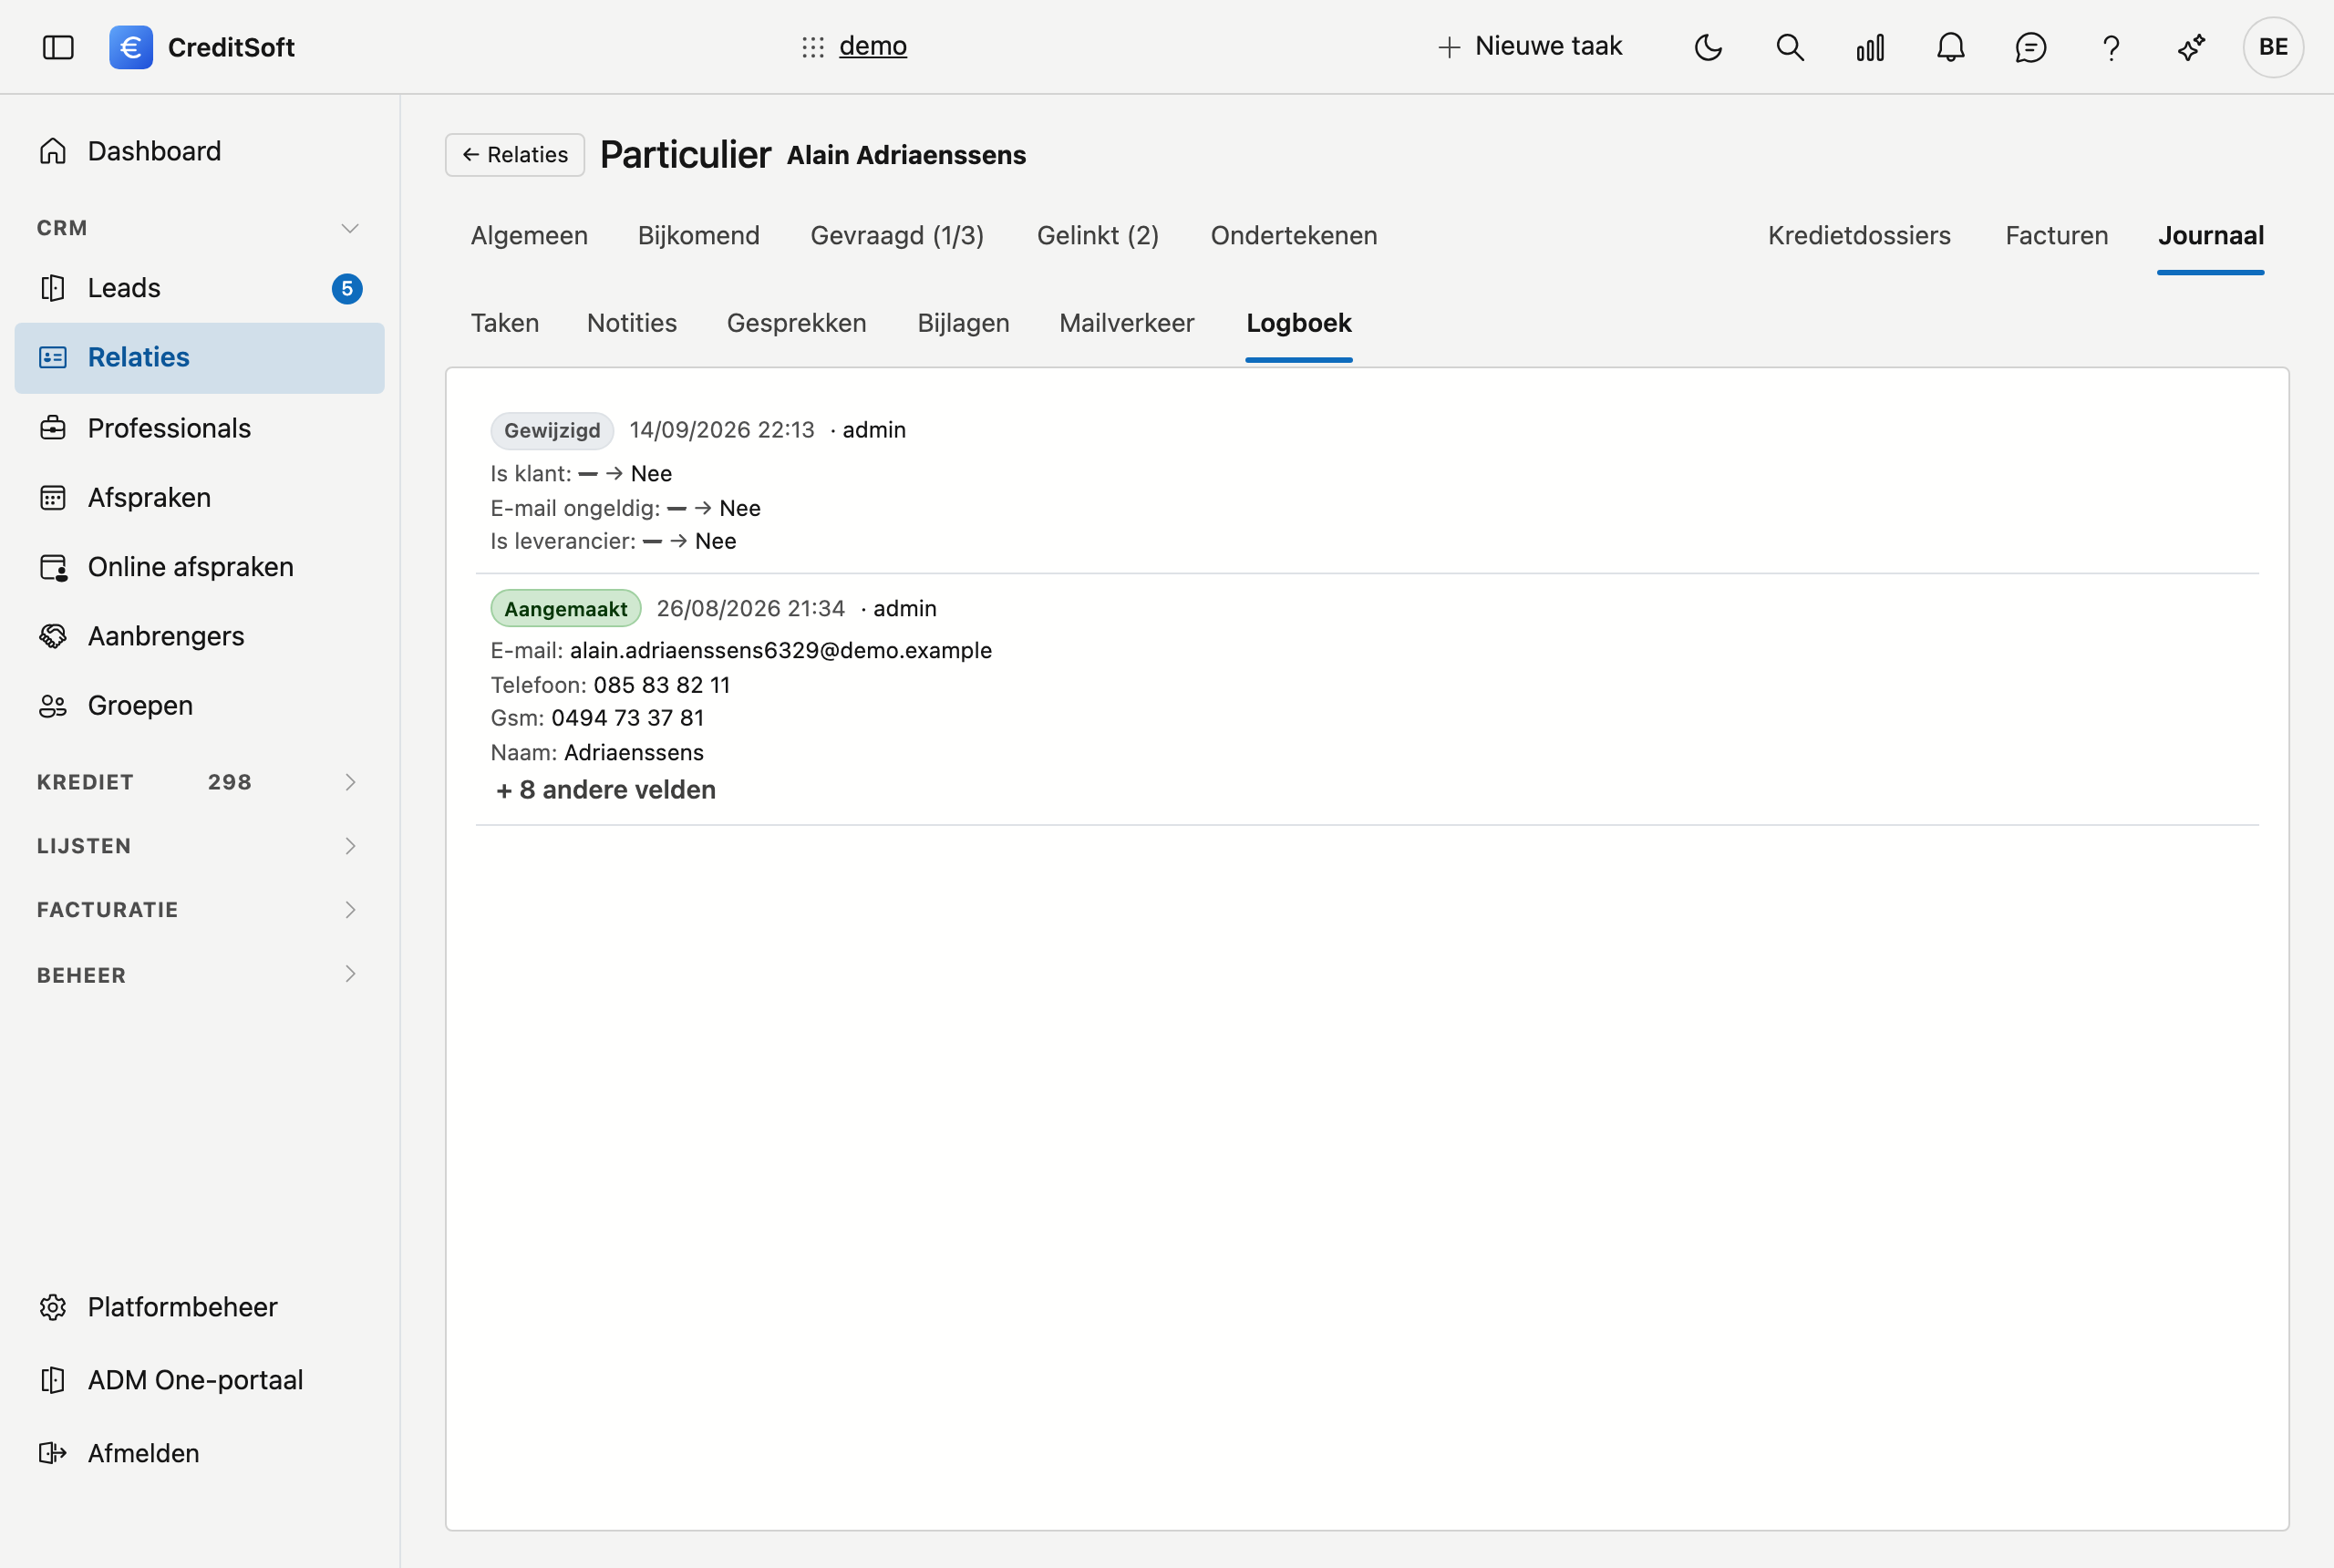 CreditSoft
demo
Nieuwe taak
BE
Dashboard
CRM
Leads 5
Relaties
Professionals
Afspraken
Online afspraken
Aanbrengers
Groepen
KREDIET 298
LIJSTEN
FACTURATIE
BEHEER
Platformbeheer
ADM One-portaal
Afmelden
← Relaties Particulier Alain Adriaenssens
Algemeen Bijkomend Gevraagd (1/3) Gelinkt (2) Ondertekenen Kredietdossiers Facturen Journaal
Taken Notities Gesprekken Bijlagen Mailverkeer Logboek
Gewijzigd 14/09/2026 22:13 · admin
Is klant: — → Nee
E-mail ongeldig: — → Nee
Is leverancier: — → Nee
Aangemaakt 26/08/2026 21:34 · admin
E-mail: alain.adriaenssens6329@demo.example
Telefoon: 085 83 82 11
Gsm: 0494 73 37 81
Naam: Adriaenssens
+ 8 andere velden